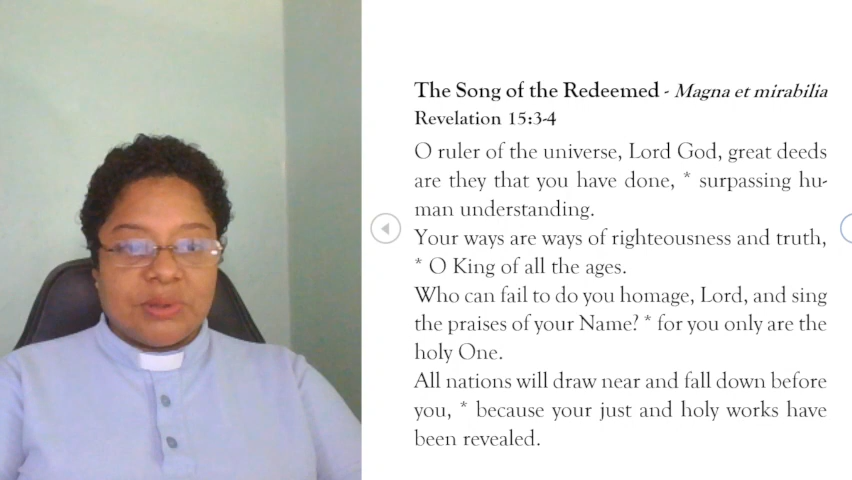 The Song of the Redeemed - Magna et mirabilia
Revelation 15:3-4
O ruler of the universe, Lord God, great deeds
are they that you have done, * surpassing hu-
man understanding.
Your ways are ways of righteousness and truth,
* O King of all the ages.
Who can fail to do you homage, Lord, and sing
the praises of your Name? * for you only are the
holy One.
All nations will draw near and fall down before
you, * because your just and holy works have
been revealed.